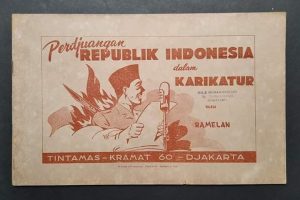 Perdjuangan
REPUBLIK INDONESIA
dalam
KARIKATUR
OLEH
RAMELAN
TINTAMAS - KRAMAT 60 - DJAKARTA